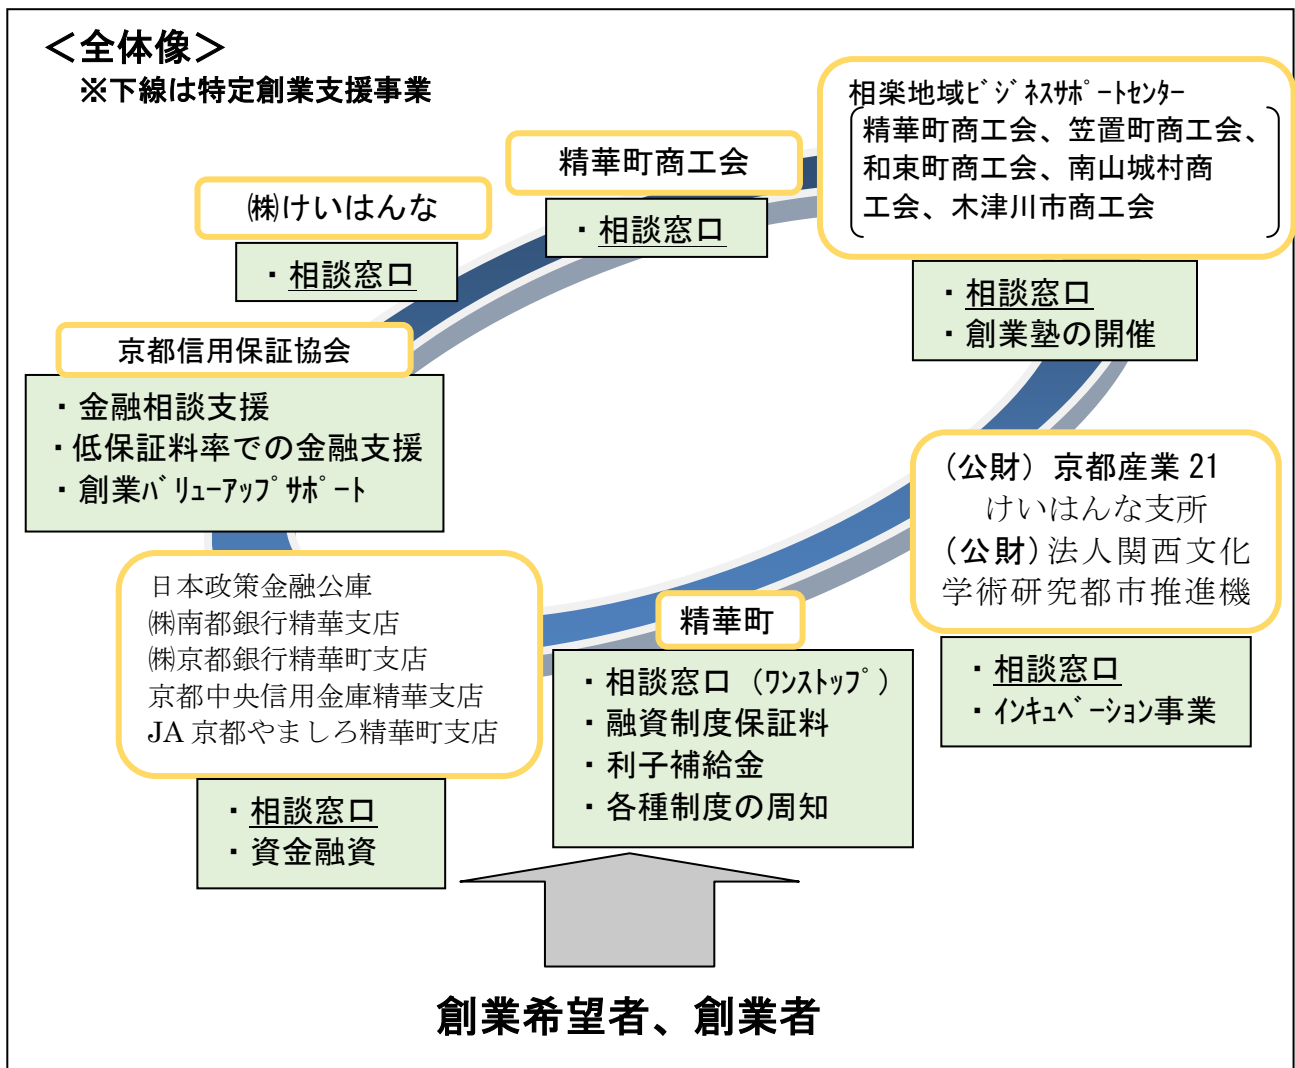 ＜全体像＞
※下線は特定創業支援事業
相楽地域ﾋﾞｼﾞﾈｽｻﾎﾟｰﾄｾﾝﾀｰ
精華町商工会、笠置町商工会、
和束町商工会、南山城村商
工会、木津川市商工会
・相談窓口
・創業塾の開催
精華町商工会
・相談窓口
㈱けいはんな
・相談窓口
京都信用保証協会
・金融相談支援
・低保証料率での金融支援
・創業ﾊﾞﾘｭｰｱｯﾌﾟｻﾎﾟｰﾄ
（公財）京都産業 21
けいはんな支所
（公財）法人関西文化
学術研究都市推進機
・相談窓口
・ｲﾝｷｭﾍﾞｰｼｮﾝ事業
日本政策金融公庫
㈱南都銀行精華支店
㈱京都銀行精華町支店
京都中央信用金庫精華支店
JA 京都やましろ精華町支店
・相談窓口
・資金融資
精華町
・相談窓口（ﾜﾝｽﾄｯﾌﾟ）
・融資制度保証料
・利子補給金
・各種制度の周知
創業希望者、創業者